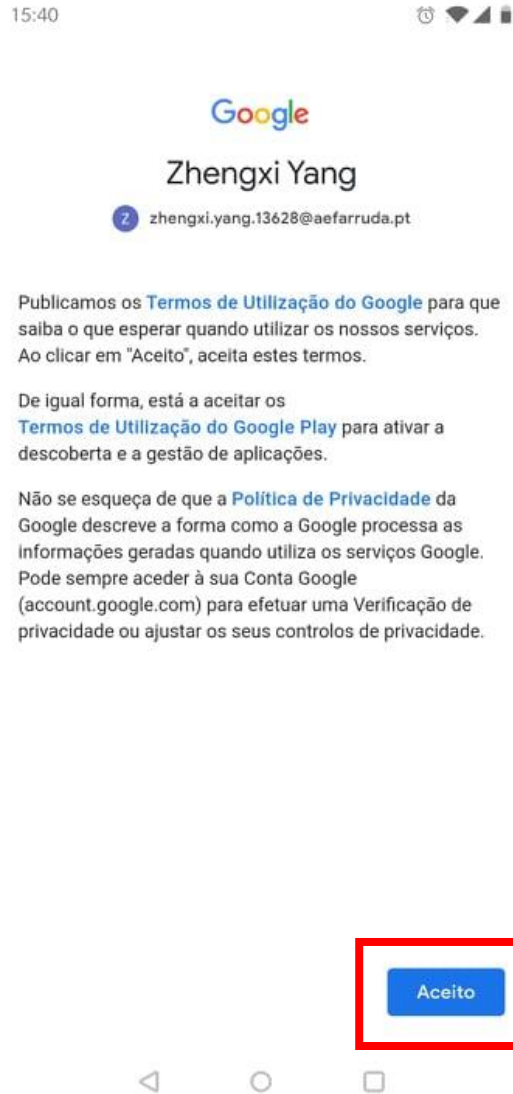 15:40
Google
Zhengxi Yang
Z zhengxi.yang.13628@aefarruda.pt
Publicamos os Termos de Utilização do Google para que
saiba o que esperar quando utilizar os nossos serviços.
Ao clicar em "Aceito", aceita estes termos.
De igual forma, está a aceitar os
Termos de Utilização do Google Play para ativar a
descoberta e a gestão de aplicações.
Não se esqueça de que a Política de Privacidade da
Google descreve a forma como a Google processa as
informações geradas quando utiliza os serviços Google.
Pode sempre aceder à sua Conta Google
(account.google.com) para efetuar uma Verificação de
privacidade ou ajustar os seus controlos de privacidade.
Aceito